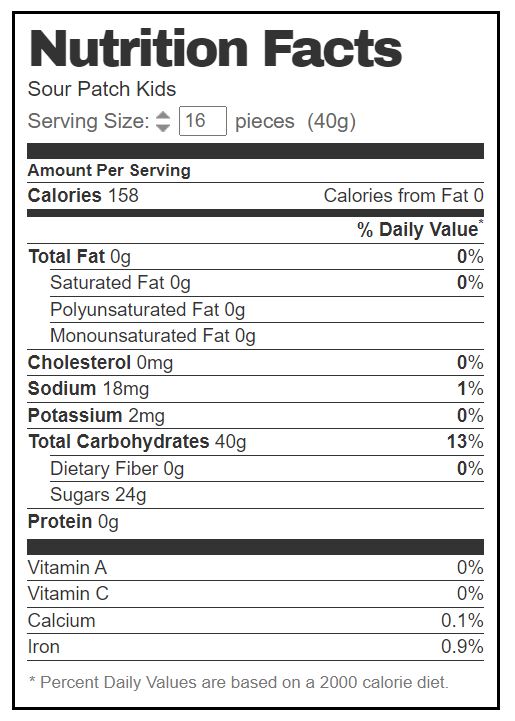 Nutrition Facts
Sour Patch Kids
Serving Size: 16 pieces (40g)
Amount Per Serving
Calories 158 Calories from Fat 0
% Daily Value*
Total Fat 0g 0%
Saturated Fat 0g 0%
Polyunsaturated Fat 0g
Monounsaturated Fat 0g
Cholesterol 0mg 0%
Sodium 18mg 1%
Potassium 2mg 0%
Total Carbohydrates 40g 13%
Dietary Fiber 0g 0%
Sugars 24g
Protein 0g
Vitamin A 0%
Vitamin C 0%
Calcium 0.1%
Iron 0.9%
* Percent Daily Values are based on a 2000 calorie diet.